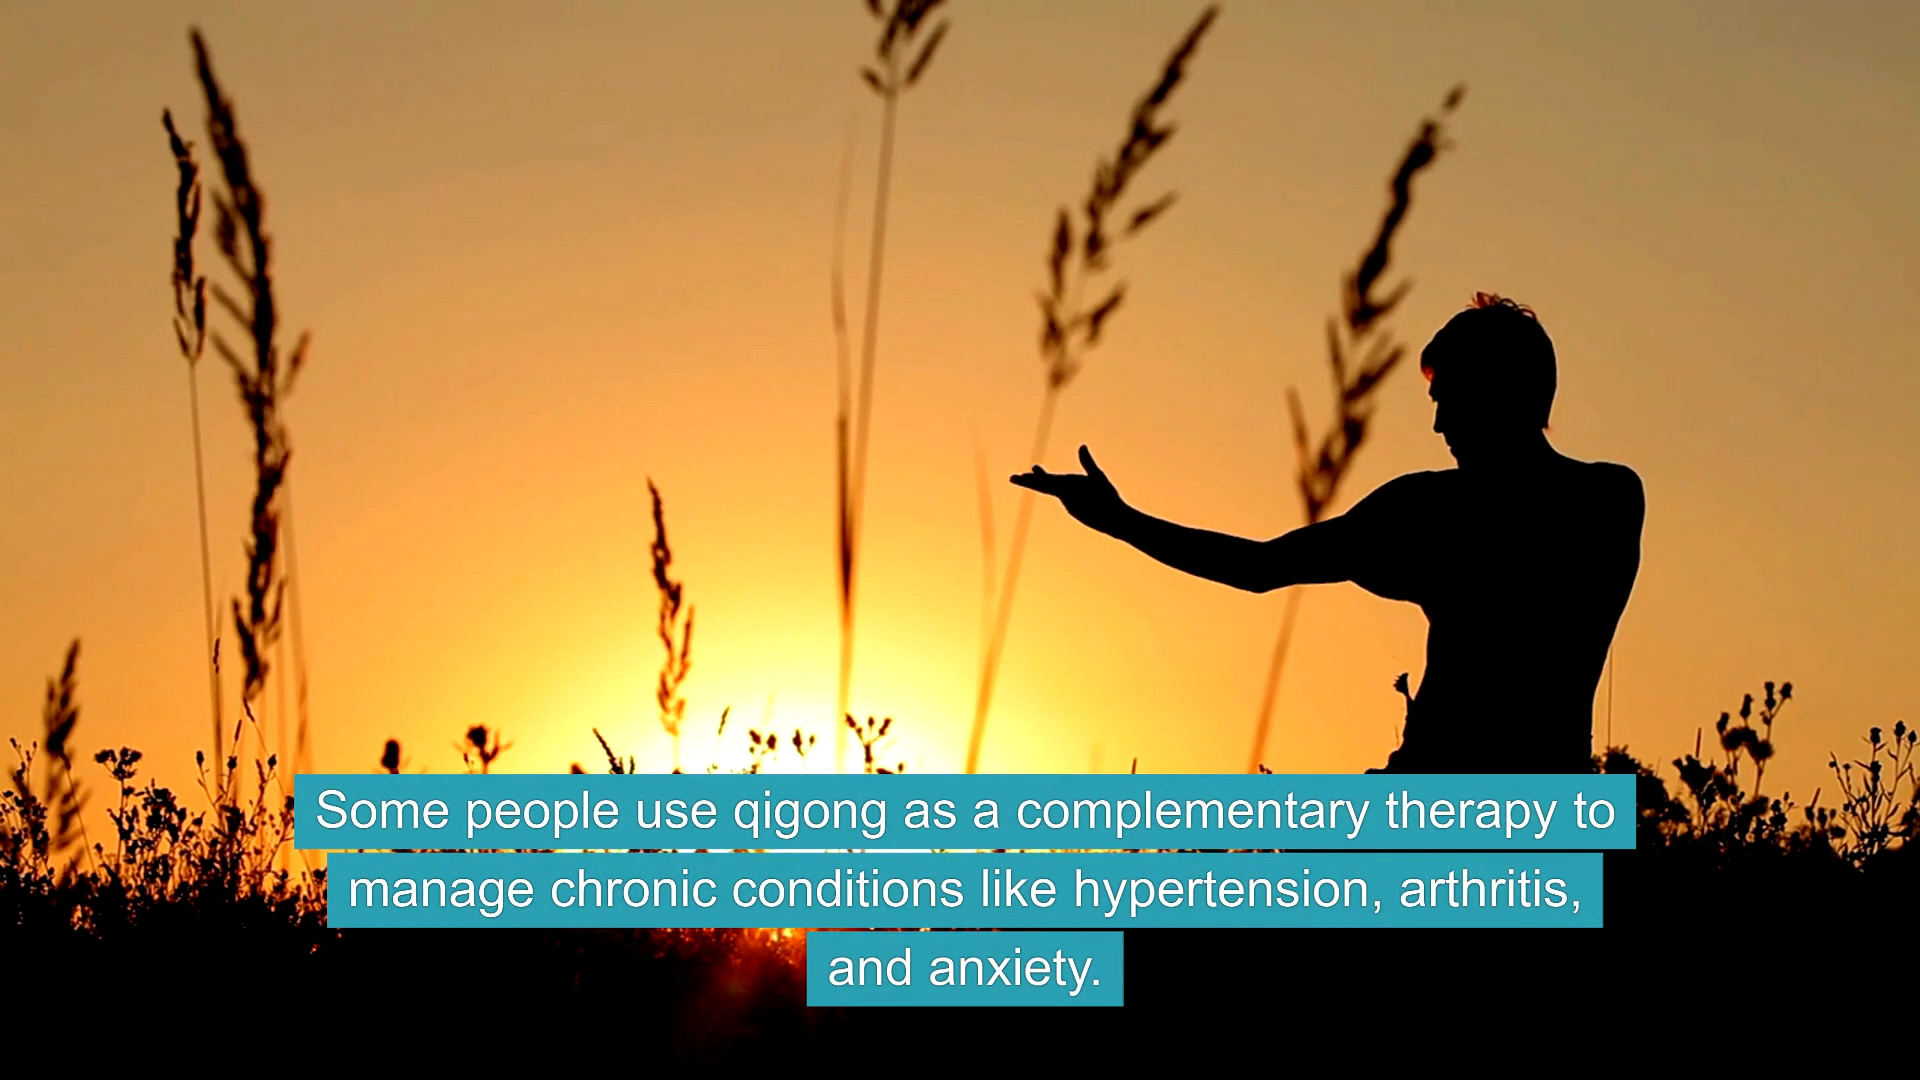 Some people use qigong as a complementary therapy to
manage chronic conditions like hypertension, arthritis,
and anxiety.